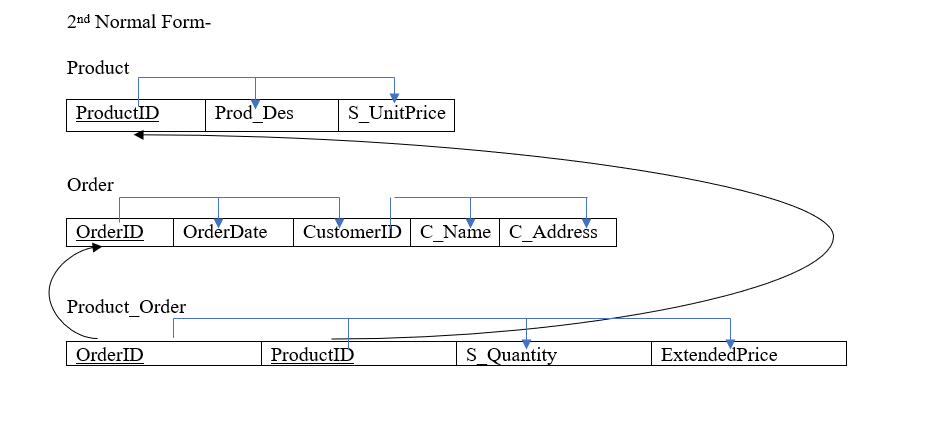 2nd Normal Form-
Product
ProductID Prod_Des S_UnitPrice
Order
OrderID OrderDate CustomerID C_Name C_Address
Product_Order
OrderID ProductID S_Quantity ExtendedPrice